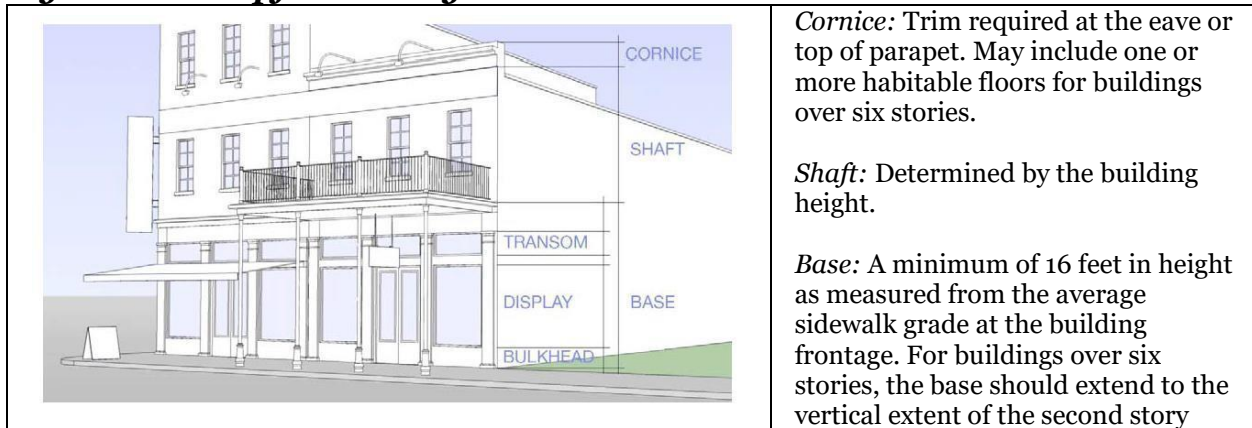 CORNICE
SHAFT
TRANSOM
DISPLAY
BASE
BULKHEAD
Cornice: Trim required at the eave or
top of parapet. May include one or
more habitable floors for buildings
over six stories.
Shaft: Determined by the building
height.
Base: A minimum of 16 feet in height
as measured from the average
sidewalk grade at the building
frontage. For buildings over six
stories, the base should extend to the
vertical extent of the second story